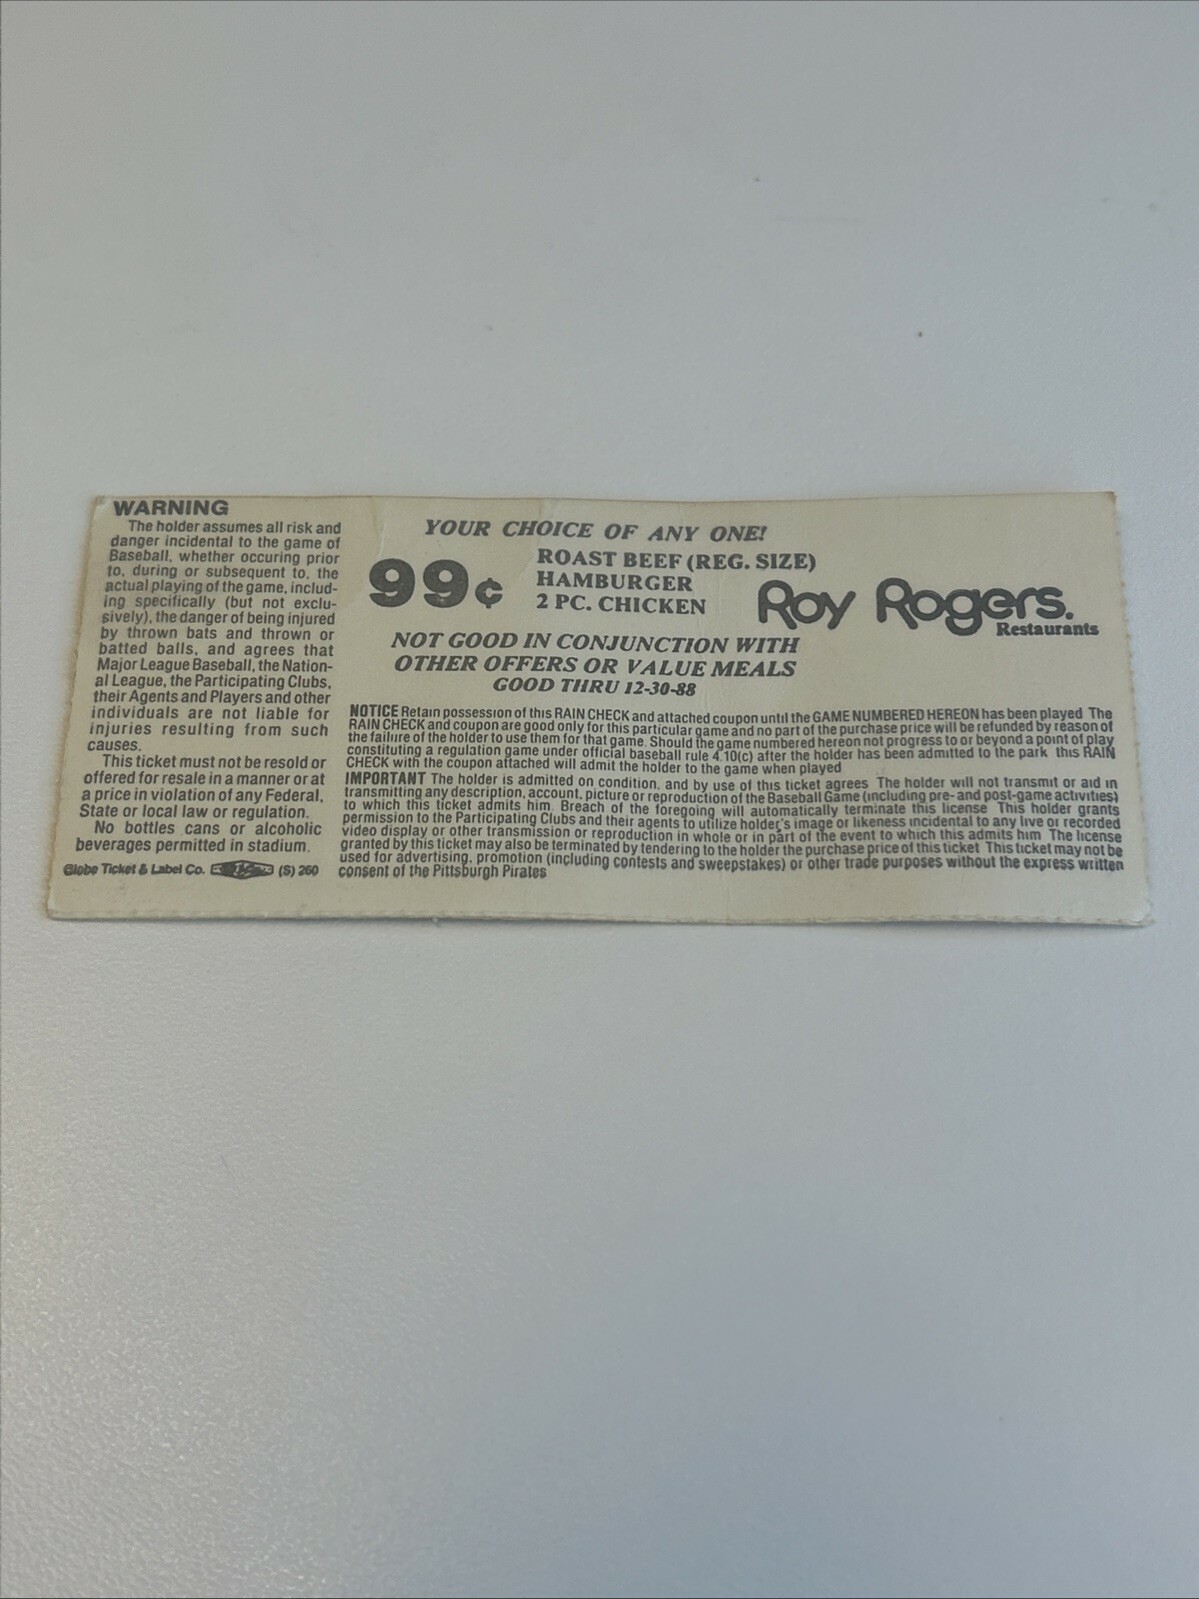 WARNING
The holder assumes all risk and
danger incidental to the game of
Baseball, whether occuring prior
to, during or subsequent to, the
actual playing of the game, includ-
ing specifically (but not exclu-
sively), the danger of being injured
by thrown bats and thrown or
batted balls, and agrees that
Major League Baseball, the Nation-
al League, the Participating Clubs,
their Agents and Players and other
individuals are not liable for
injuries resulting from such
causes.
This ticket must not be resold or
offered for resale in a manner or at
a price in violation of any Federal,
State or local law or regulation.
No bottles cans or alcoholic
beverages permitted in stadium.
Globe Ticket & Label Co. (S) 260
YOUR CHOICE OF ANY ONE!
99¢
ROAST BEEF (REG. SIZE)
HAMBURGER
2 PC. CHICKEN
Roy Rogers.
Restaurants
NOT GOOD IN CONJUNCTION WITH
OTHER OFFERS OR VALUE MEALS
GOOD THRU 12-30-88
NOTICE Retain possession of this RAIN CHECK and attached coupon until the GAME NUMBERED HEREON has been played The
RAIN CHECK and coupon are good only for this particular game and no part of the purchase price will be refunded by reason of
the failure of the holder to use them for that game. Should the game numbered hereon not progress to or beyond a point of play
constituting a regulation game under official baseball rule 4.10(c) after the holder has been admitted to the park this RAIN
CHECK with the coupon attached will admit the holder to the game when played
IMPORTANT The holder is admitted on condition, and by use of this ticket agrees The holder will not transmit or aid in
transmitting any description, account, picture or reproduction of the Baseball Game (including pre- and post-game activities)
to which this ticket admits him. Breach of the foregoing will automatically terminate this license This holder grants
permission to the Participating Clubs and their agents to utilize holder's image or likeness incidental to any live or recorded
video display or other transmission or reproduction in whole or in part of the event to which this admits him The license
granted by this ticket may also be terminated by tendering to the holder the purchase price of this ticket This ticket may not be
used for advertising, promotion (including contests and sweepstakes) or other trade purposes without the express written
consent of the Pittsburgh Pirates